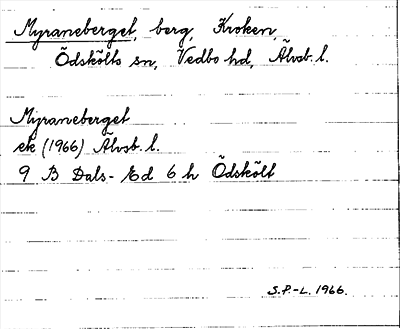 Myraneberget, berg, Kroken,
Ödskölts sn, Vedbo hd, Älvsb. l.
Myraneberget
ek (1966) Älvsb. l.
9 B Dals-Ed 6 h Ödskölt
S.P.-L. 1966.